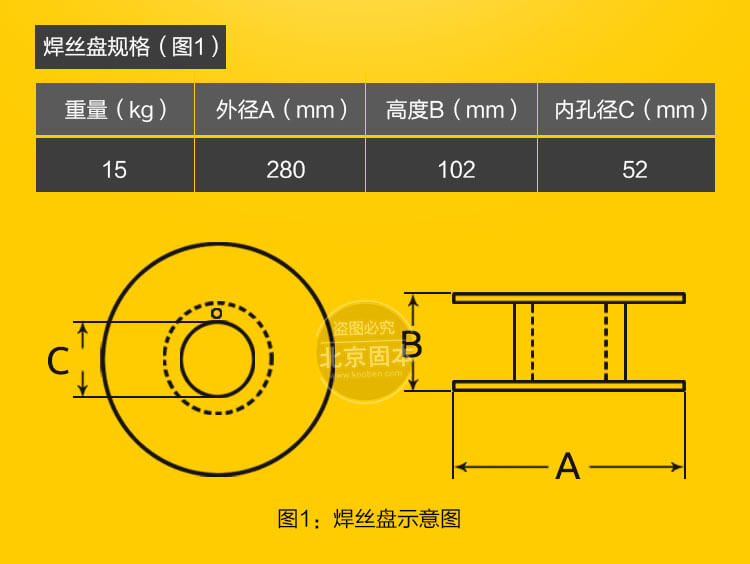 焊丝盘规格（图1）
重量（kg） 外径A（mm） 高度B（mm） 内孔径C（mm）
15 280 102 52
盗图必究
北京固本
www.kooben.com
C
B
A
图1：焊丝盘示意图